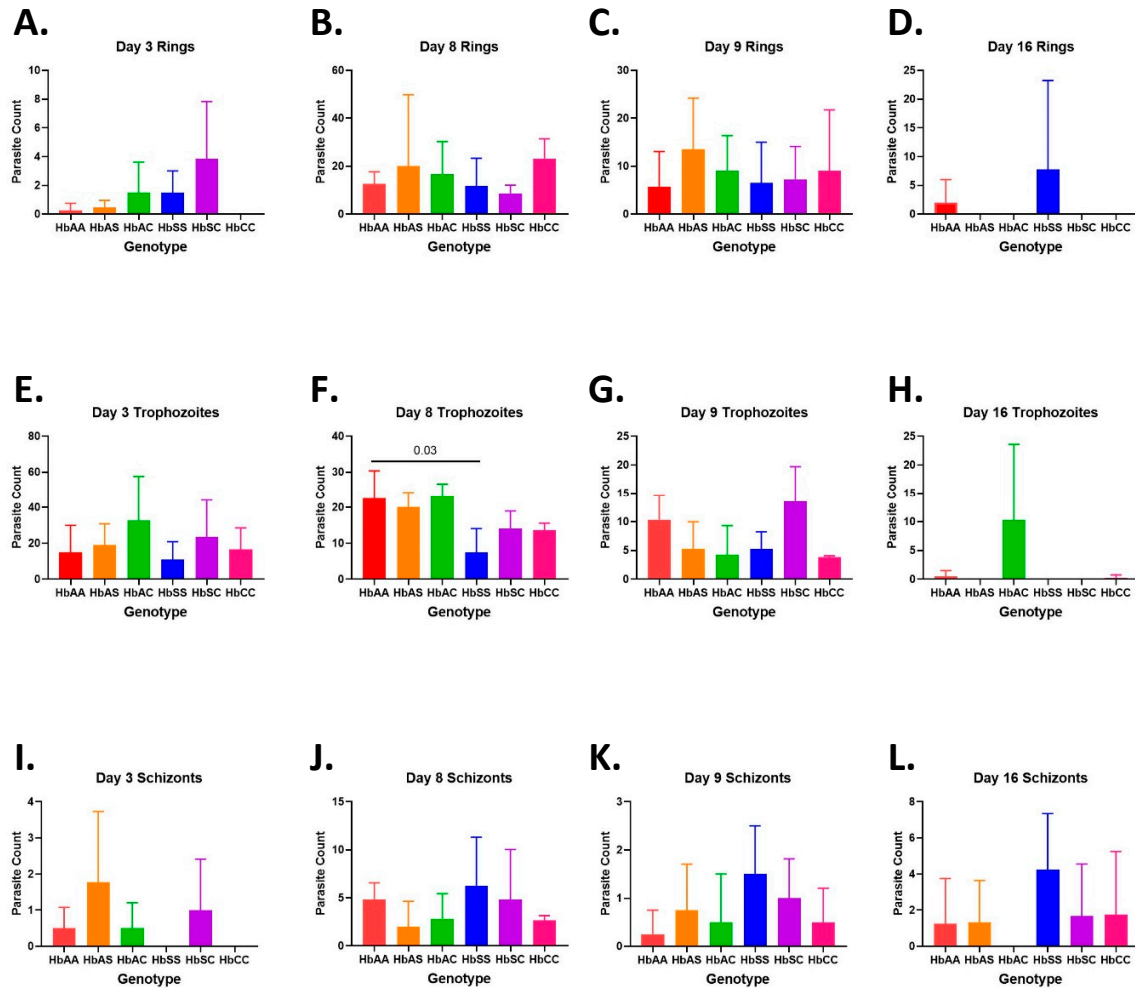 A.
Day 3 Rings
Parasite Count
10
8
6
4
2
0
HbAA HbAS HbAC HbSS HbSC HbCC
Genotype
B.
Day 8 Rings
Parasite Count
60
40
20
0
HbAA HbAS HbAC HbSS HbSC HbCC
Genotype
C.
Day 9 Rings
Parasite Count
30
20
10
0
HbAA HbAS HbAC HbSS HbSC HbCC
Genotype
D.
Day 16 Rings
Parasite Count
25
20
15
10
5
0
HbAA HbAS HbAC HbSS HbSC HbCC
Genotype
E.
Day 3 Trophozoites
Parasite Count
80
60
40
20
0
HbAA HbAS HbAC HbSS HbSC HbCC
Genotype
F.
Day 8 Trophozoites
Parasite Count
40
30
20
10
0
0.03
HbAA HbAS HbAC HbSS HbSC HbCC
Genotype
G.
Day 9 Trophozoites
Parasite Count
25
20
15
10
5
0
HbAA HbAS HbAC HbSS HbSC HbCC
Genotype
H.
Day 16 Trophozoites
Parasite Count
25
20
15
10
5
0
HbAA HbAS HbAC HbSS HbSC HbCC
Genotype
I.
Day 3 Schizonts
Parasite Count
4
3
2
1
0
HbAA HbAS HbAC HbSS HbSC HbCC
Genotype
J.
Day 8 Schizonts
Parasite Count
15
10
5
0
HbAA HbAS HbAC HbSS HbSC HbCC
Genotype
K.
Day 9 Schizonts
Parasite Count
3
2
1
0
HbAA HbAS HbAC HbSS HbSC HbCC
Genotype
L.
Day 16 Schizonts
Parasite Count
8
6
4
2
0
HbAA HbAS HbAC HbSS HbSC HbCC
Genotype